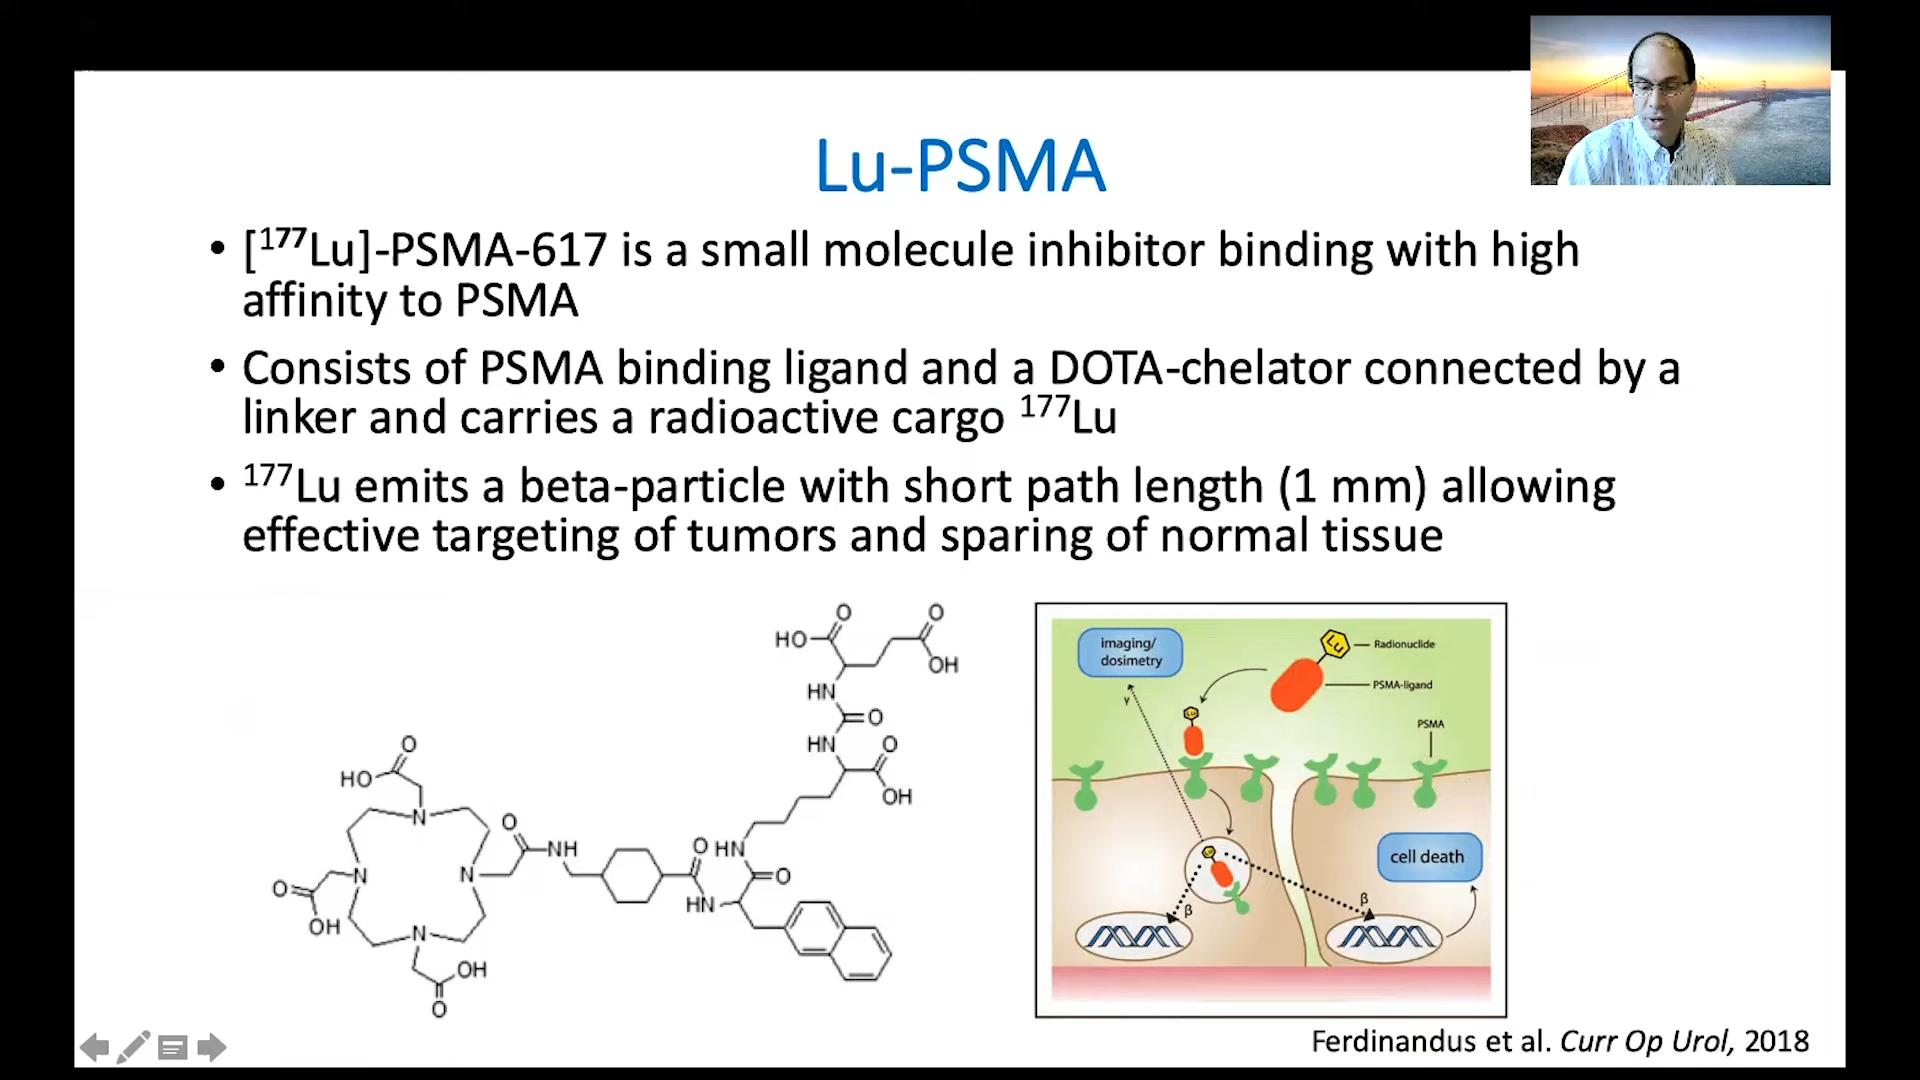 Lu-PSMA
• [¹⁷⁷Lu]-PSMA-617 is a small molecule inhibitor binding with high
affinity to PSMA
• Consists of PSMA binding ligand and a DOTA-chelator connected by a
linker and carries a radioactive cargo ¹⁷⁷Lu
• ¹⁷⁷Lu emits a beta-particle with short path length (1 mm) allowing
effective targeting of tumors and sparing of normal tissue
O O
HO OH
HN
O
HN O
OH
O
HO
N
O
NH
O HN
N N
O
O
HN
OH
N
OH
O
imaging/
dosimetry
Lu
Radionuclide
PSMA-ligand
γ
Lu
PSMA
Lu
cell death
β
β
Ferdinandus et al. Curr Op Urol, 2018